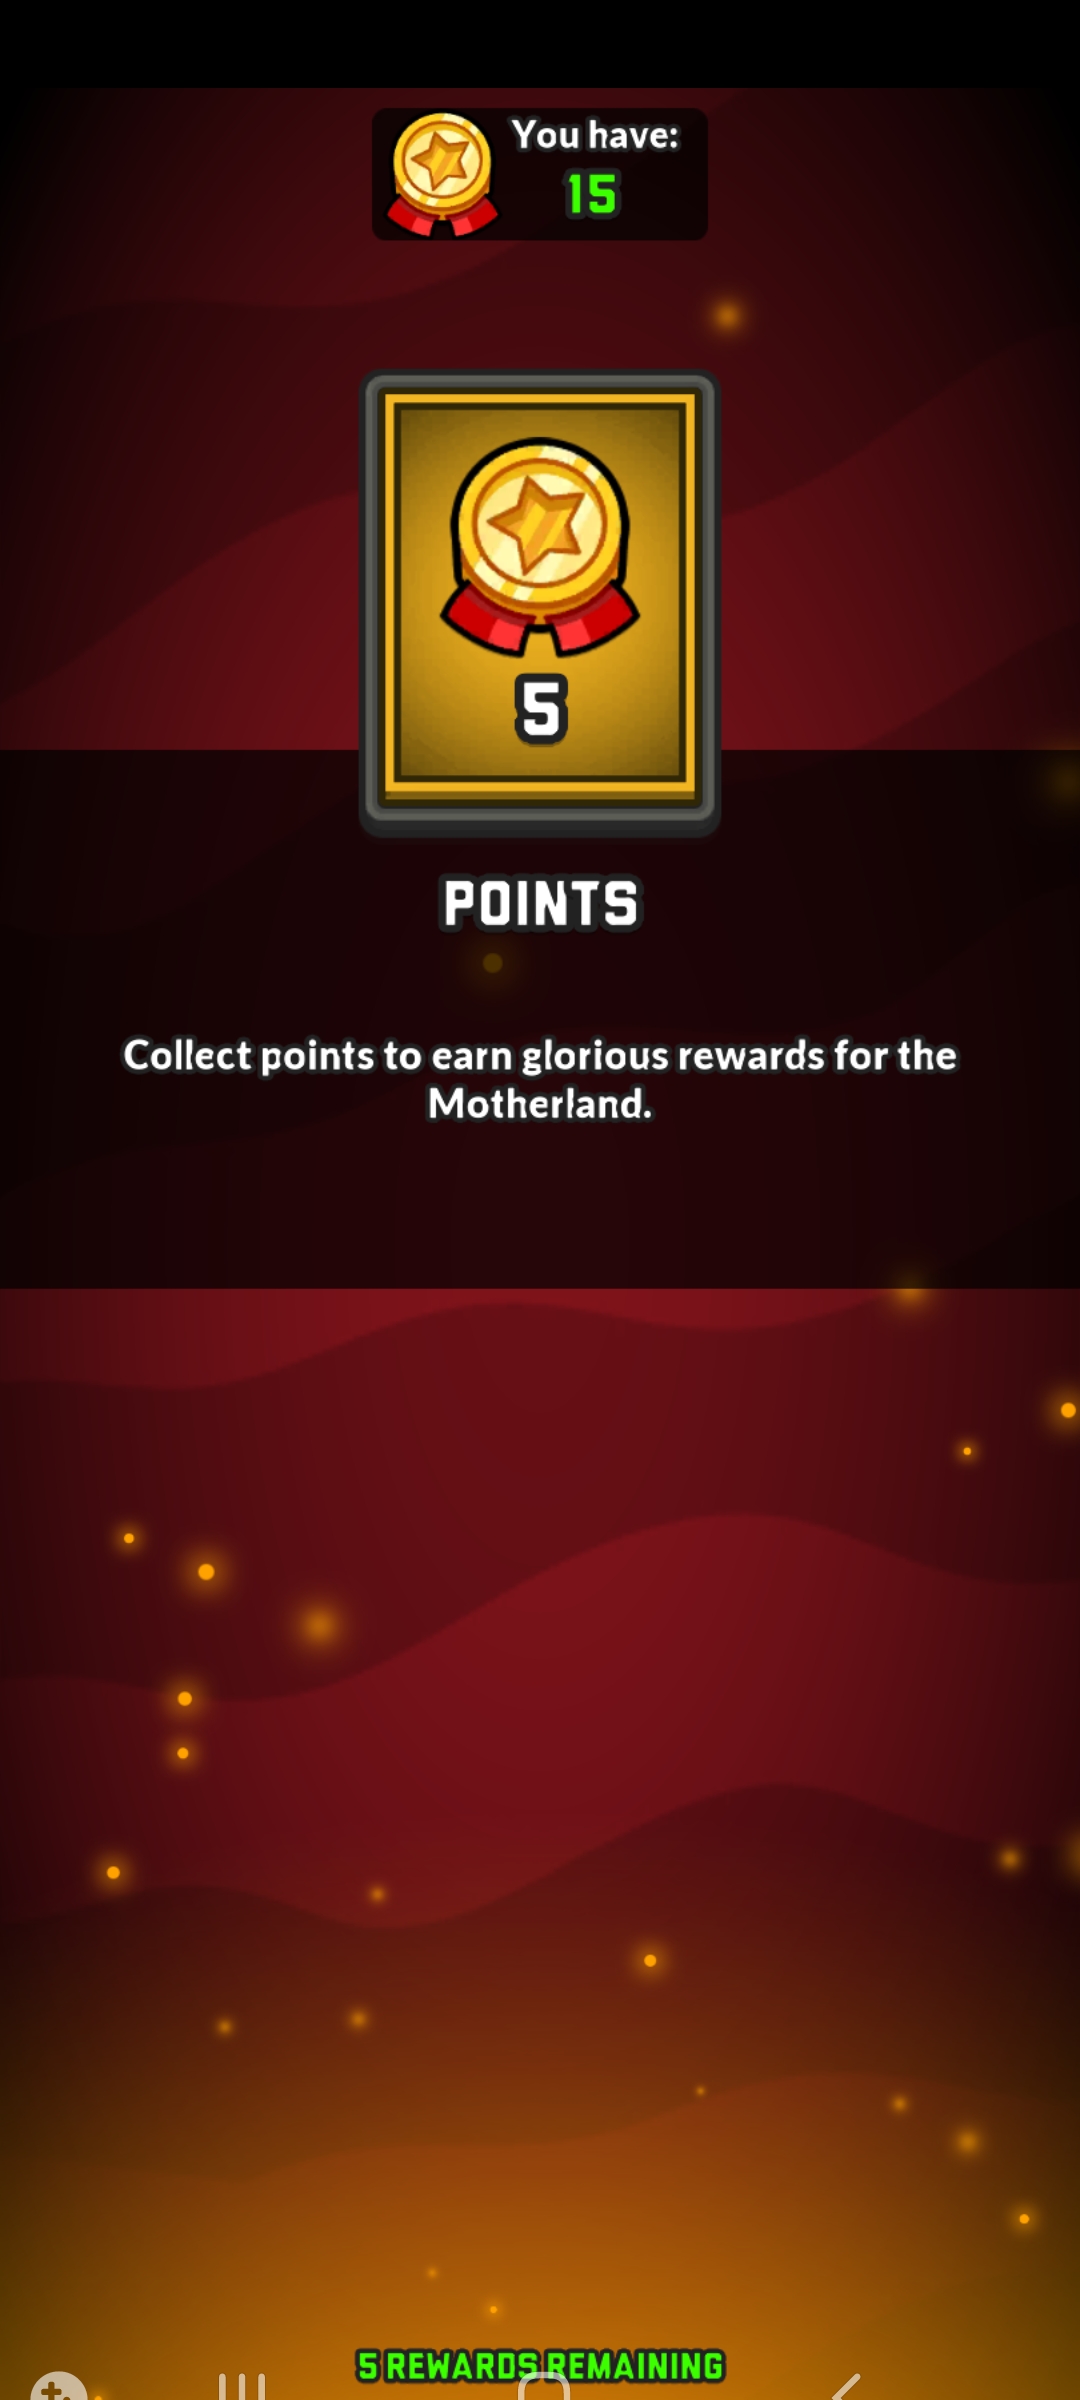 You have:
15
5
POINTS
Collect points to earn glorious rewards for the
Motherland.
5 REWARDS REMAINING